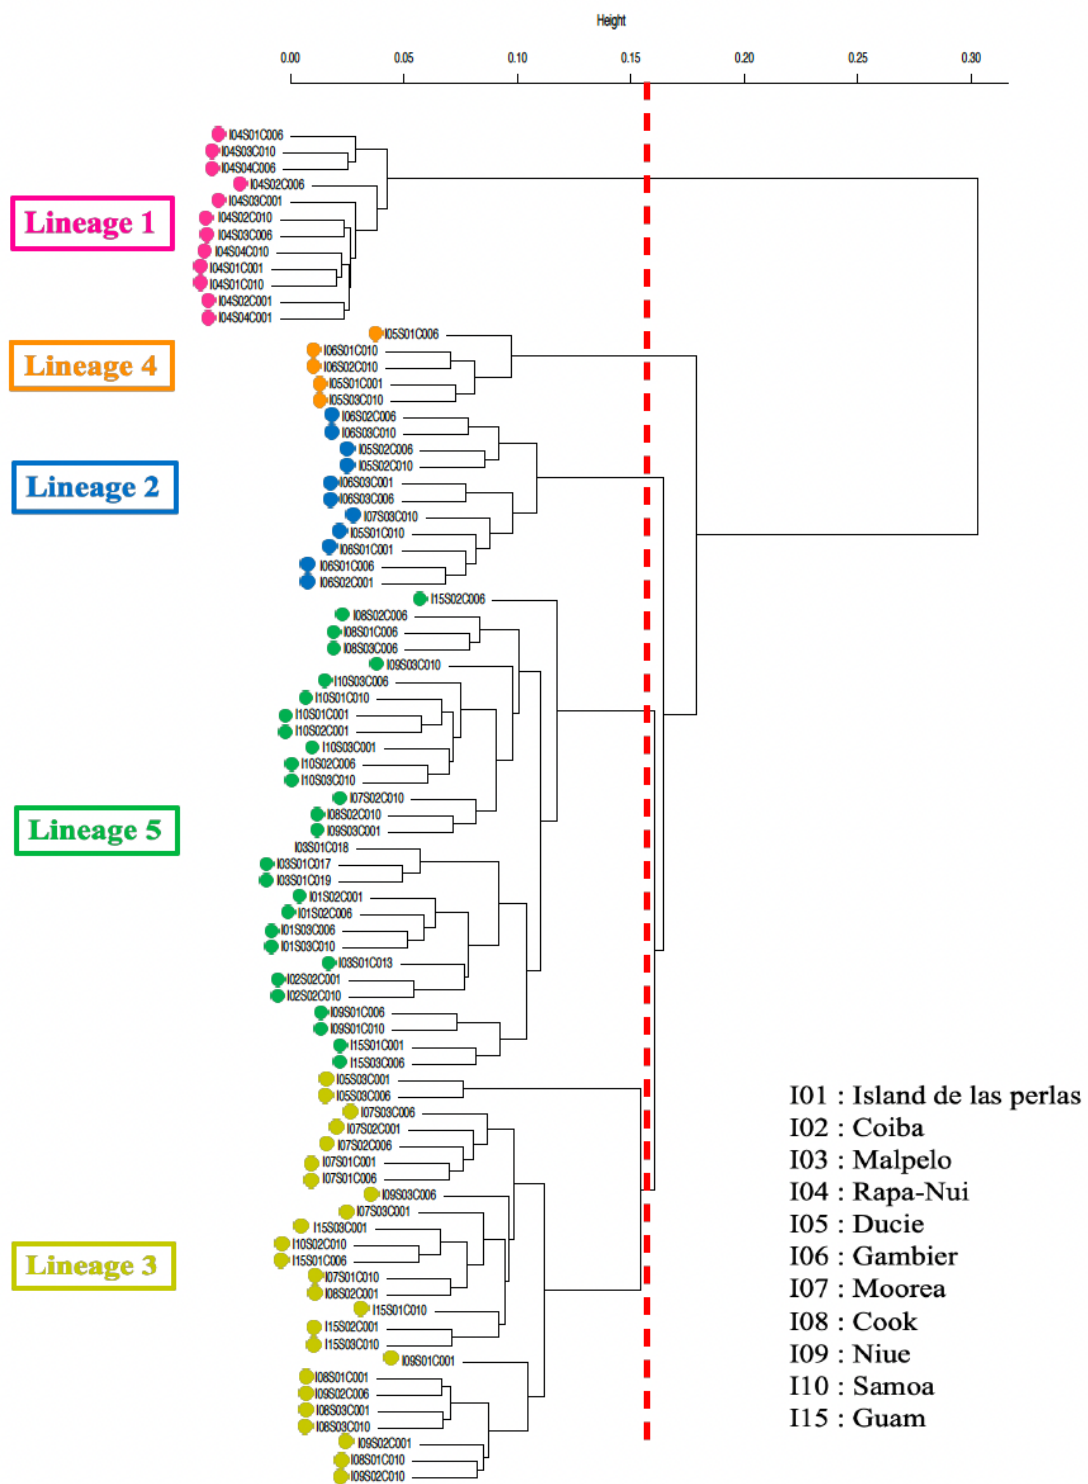 Height
0.00 0.05 0.10 0.15 0.20 0.25 0.30
I04S01C006
I04S03C010
I04S04C006
I04S02C006
I04S03C001
Lineage 1
I04S02C010
I04S03C006
I04S04C010
I04S01C001
I04S01C010
I04S02C001
I04S04C001
I05S01C006
I06S01C010
Lineage 4
I06S02C010
I05S01C001
I05S03C010
I06S02C006
I06S03C010
I05S02C006
I05S02C010
I06S03C001
Lineage 2
I06S03C006
I07S03C010
I05S01C010
I06S01C001
I06S01C006
I06S02C001
I15S02C006
I08S02C006
I08S01C006
I08S03C006
I09S03C010
I10S03C006
I10S01C010
I10S01C001
I10S02C001
I10S03C001
I10S02C006
I10S03C010
I07S02C010
I08S02C010
Lineage 5
I09S03C001
I03S01C018
I03S01C017
I03S01C019
I01S02C001
I01S02C006
I01S03C006
I01S03C010
I03S01C013
I02S02C001
I02S02C010
I09S01C006
I09S01C010
I15S01C001
I15S03C006
I05S03C001
I05S03C006
I07S03C006
I07S02C001
I07S02C006
I07S01C001
I07S01C006
I09S03C006
I07S03C001
I15S03C001
I10S02C010
I15S01C006
Lineage 3
I07S01C010
I08S02C001
I15S01C010
I15S02C001
I15S03C010
I09S01C001
I08S01C001
I09S02C006
I08S03C001
I08S03C010
I09S02C001
I08S01C010
I09S02C010
I01 : Island de las perlas
I02 : Coiba
I03 : Malpelo
I04 : Rapa-Nui
I05 : Ducie
I06 : Gambier
I07 : Moorea
I08 : Cook
I09 : Niue
I10 : Samoa
I15 : Guam